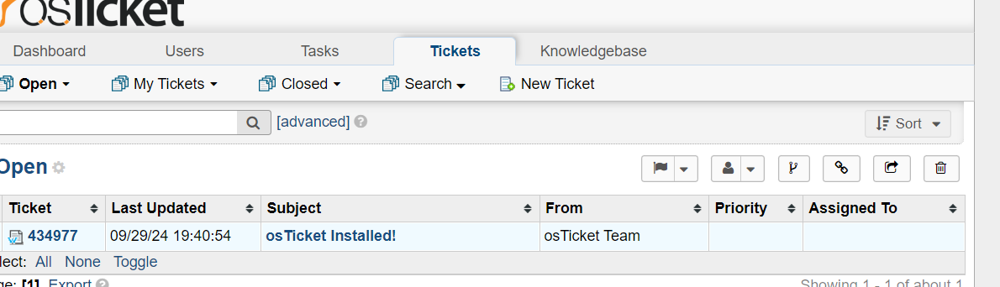 osTicket
Dashboard Users Tasks Tickets Knowledgebase
Open My Tickets Closed Search New Ticket
[advanced] ? Sort
Open
Ticket Last Updated Subject From Priority Assigned To
434977 09/29/24 19:40:54 osTicket Installed! osTicket Team
lect: All None Toggle
ge: [1] Export ? Showing 1 - 1 of about 1